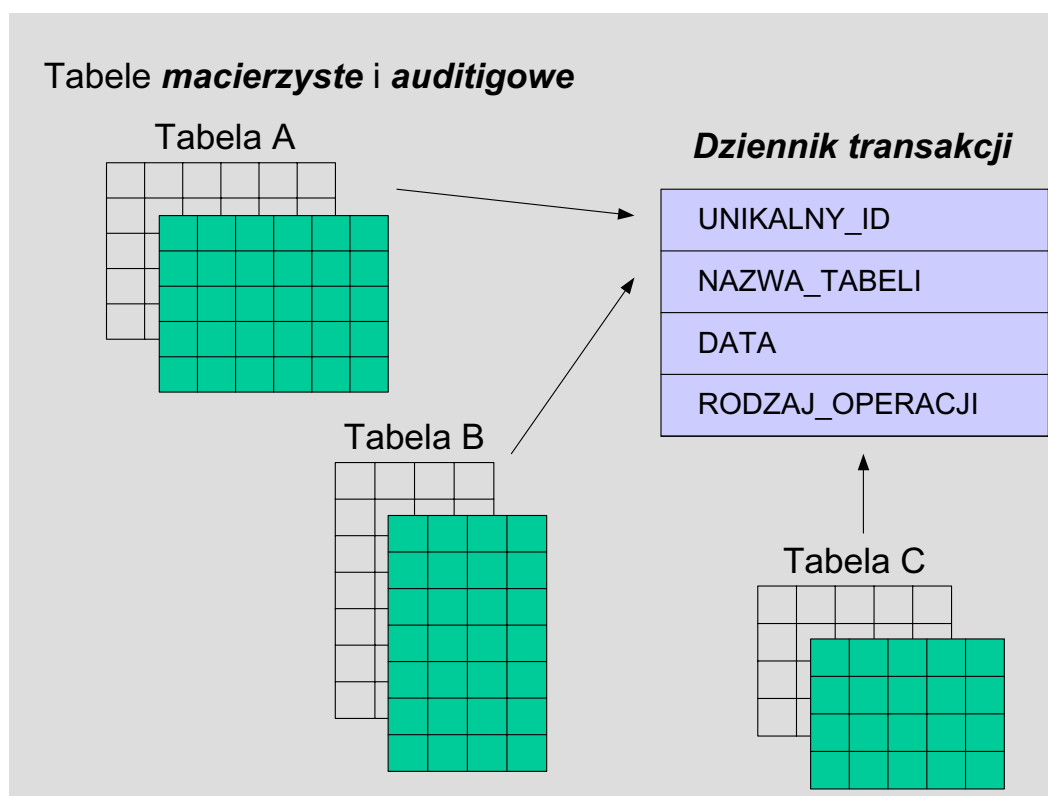 Tabele macierzyste i auditigowe
Tabela A
Dziennik transakcji
UNIKALNY_ID
NAZWA_TABELI
DATA
RODZAJ_OPERACJI
Tabela B
Tabela C